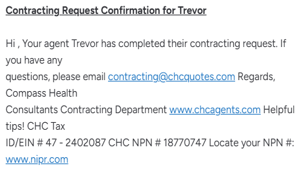 Contracting Request Confirmation for Trevor
Hi , Your agent Trevor has completed their contracting request. If
you have any
questions, please email contracting@chcquotes.com Regards,
Compass Health
Consultants Contracting Department www.chcagents.com Helpful
tips! CHC Tax
ID/EIN # 47 - 2402087 CHC NPN # 18770747 Locate your NPN #:
www.nipr.com